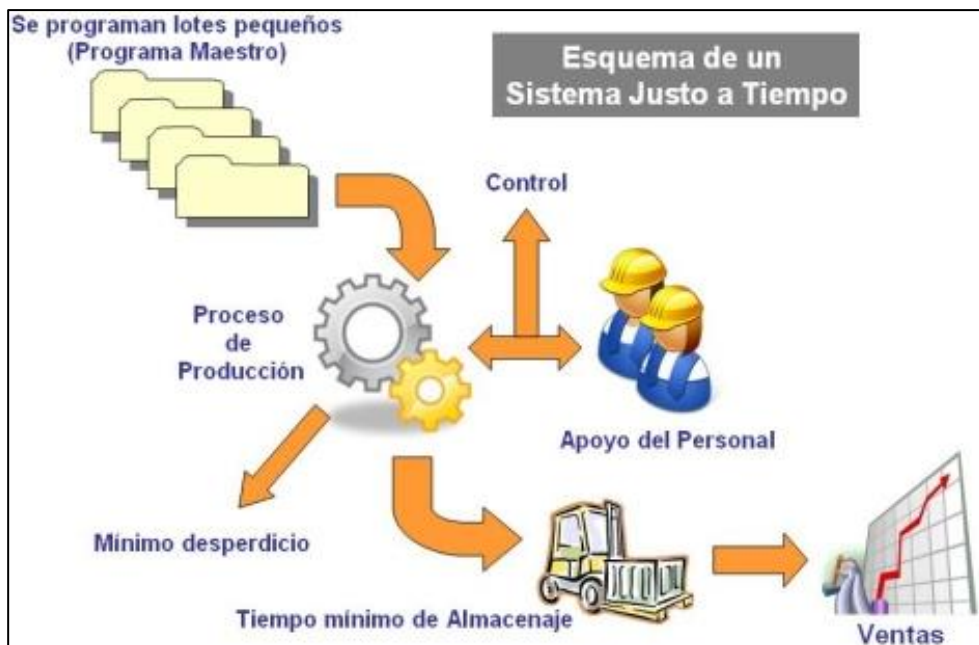 Se programan lotes pequeños
(Programa Maestro)
Esquema de un
Sistema Justo a Tiempo
Control
Proceso
de
Producción
Apoyo del Personal
Mínimo desperdicio
Tiempo mínimo de Almacenaje
Ventas